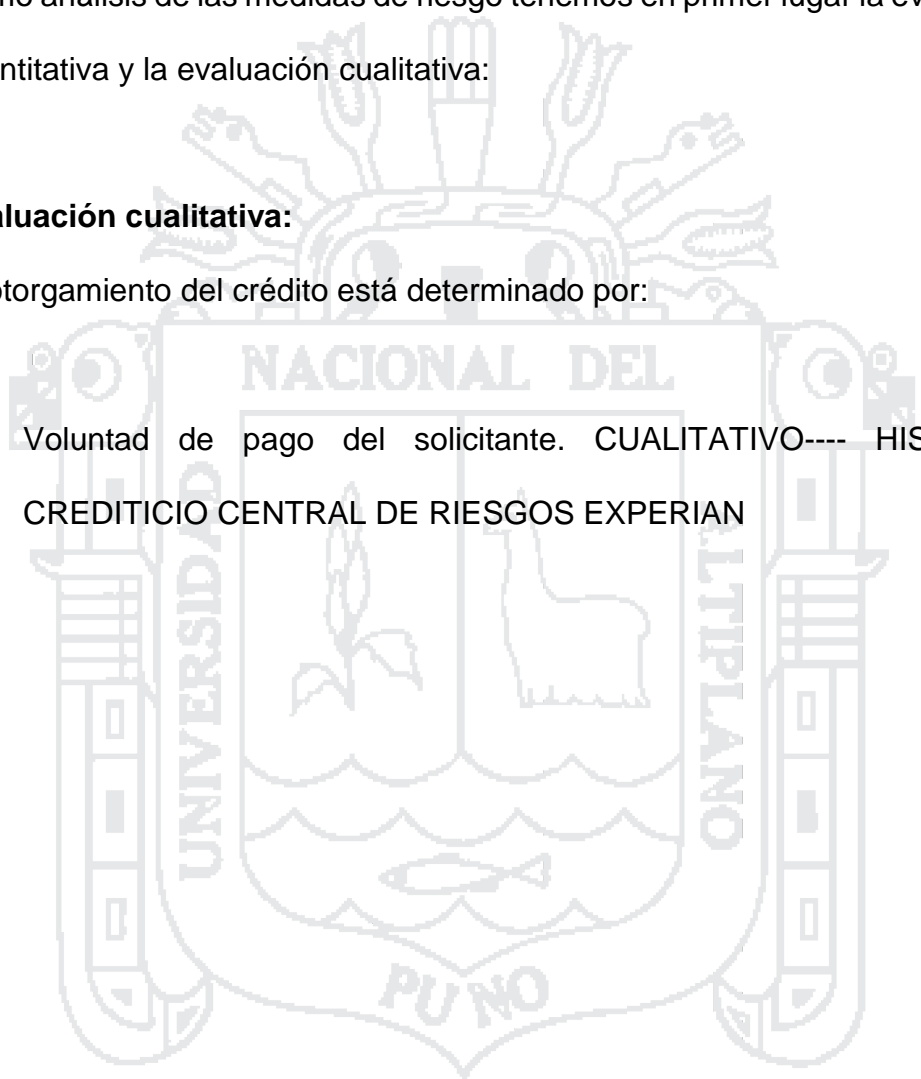 mo análisis de las medidas de riesgo tenemos en primer lugar la ev
ntitativa y la evaluación cualitativa:
aluación cualitativa:
otorgamiento del crédito está determinado por:
NACIONAL DEL
Voluntad de pago del solicitante. CUALITATIVO---- HIS
CREDITICIO CENTRAL DE RIESGOS EXPERIAN
UNIVERSIDAD
ALTIPLANO
PUNO